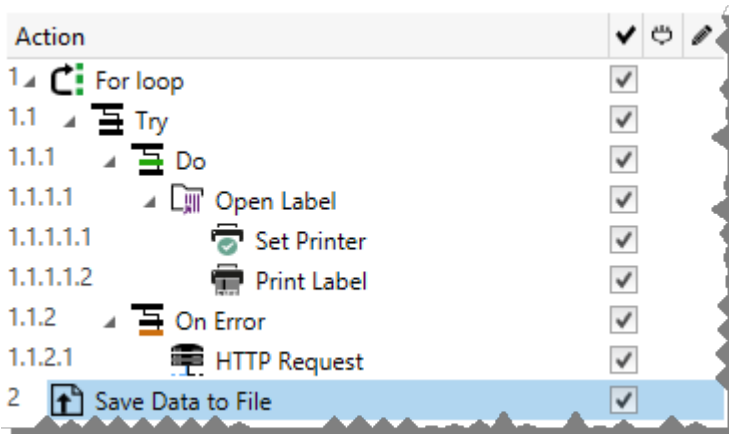 Action
1 For loop
1.1 Try
1.1.1 Do
1.1.1.1 Open Label
1.1.1.1.1 Set Printer
1.1.1.1.2 Print Label
1.1.2 On Error
1.1.2.1 HTTP Request
2 Save Data to File